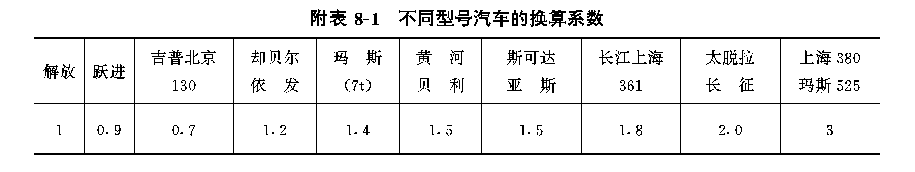 附表 8-1 不同型号汽车的换算系数
解放 跃进 吉普北京 130 却贝尔 依发 玛斯 (7t) 黄河 贝利 斯可达 亚斯 长江上海 361 太脱拉 长征 上海 380 玛斯 525
1 0.9 0.7 1.2 1.4 1.5 1.5 1.8 2.0 3